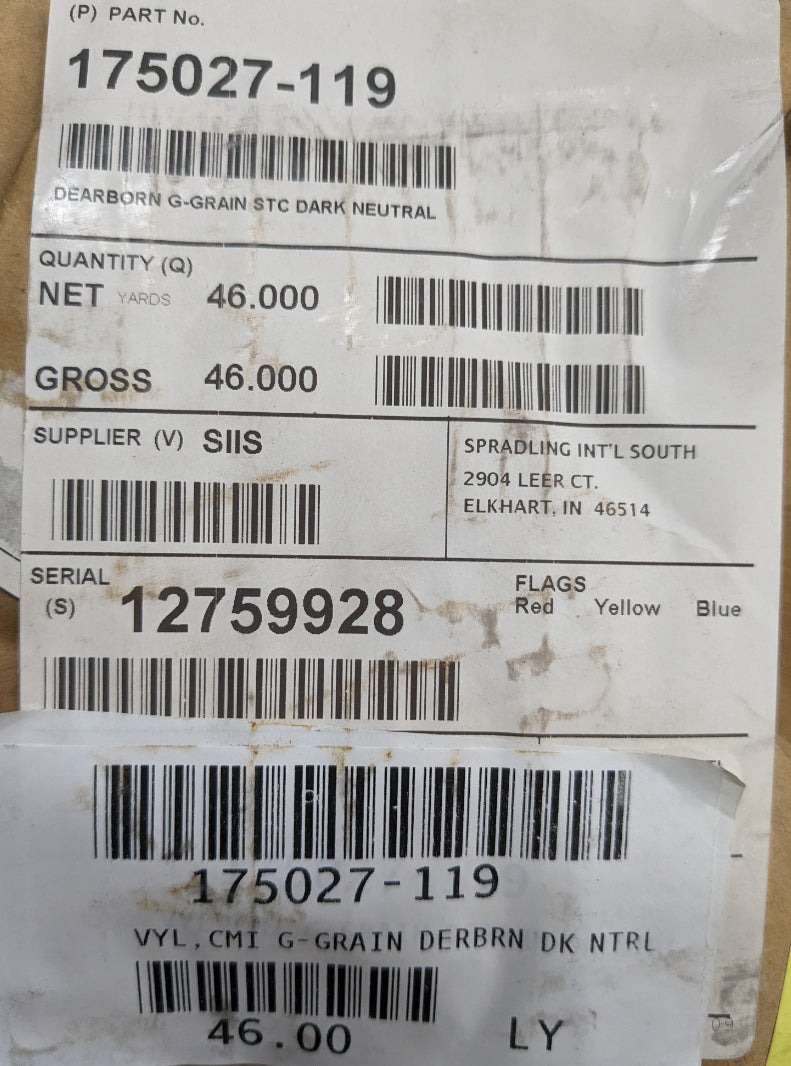 (P) PART No.
175027-119
DEARBORN G-GRAIN STC DARK NEUTRAL
QUANTITY (Q)
NET YARDS 46.000
GROSS 46.000
SUPPLIER (V) SIIS
SPRADLING INT'L SOUTH
2904 LEER CT.
ELKHART, IN 46514
SERIAL
(S) 12759928
FLAGS
Red Yellow Blue
175027-119
VYL,CMI G-GRAIN DERBRN DK NTRL
46.00 LY
09